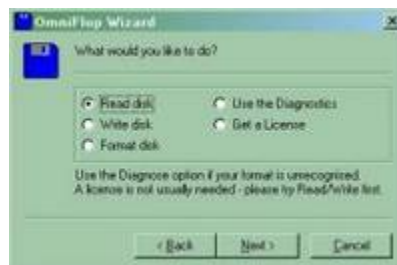 OmniFlop Wizard
What would you like to do?
Read disk
Use the Diagnostics
Write disk
Get a License
Format disk
Use the Diagnose option if your format is unrecognised.
A license is not usually needed - please try Read/Write first.
< Back
Next >
Cancel